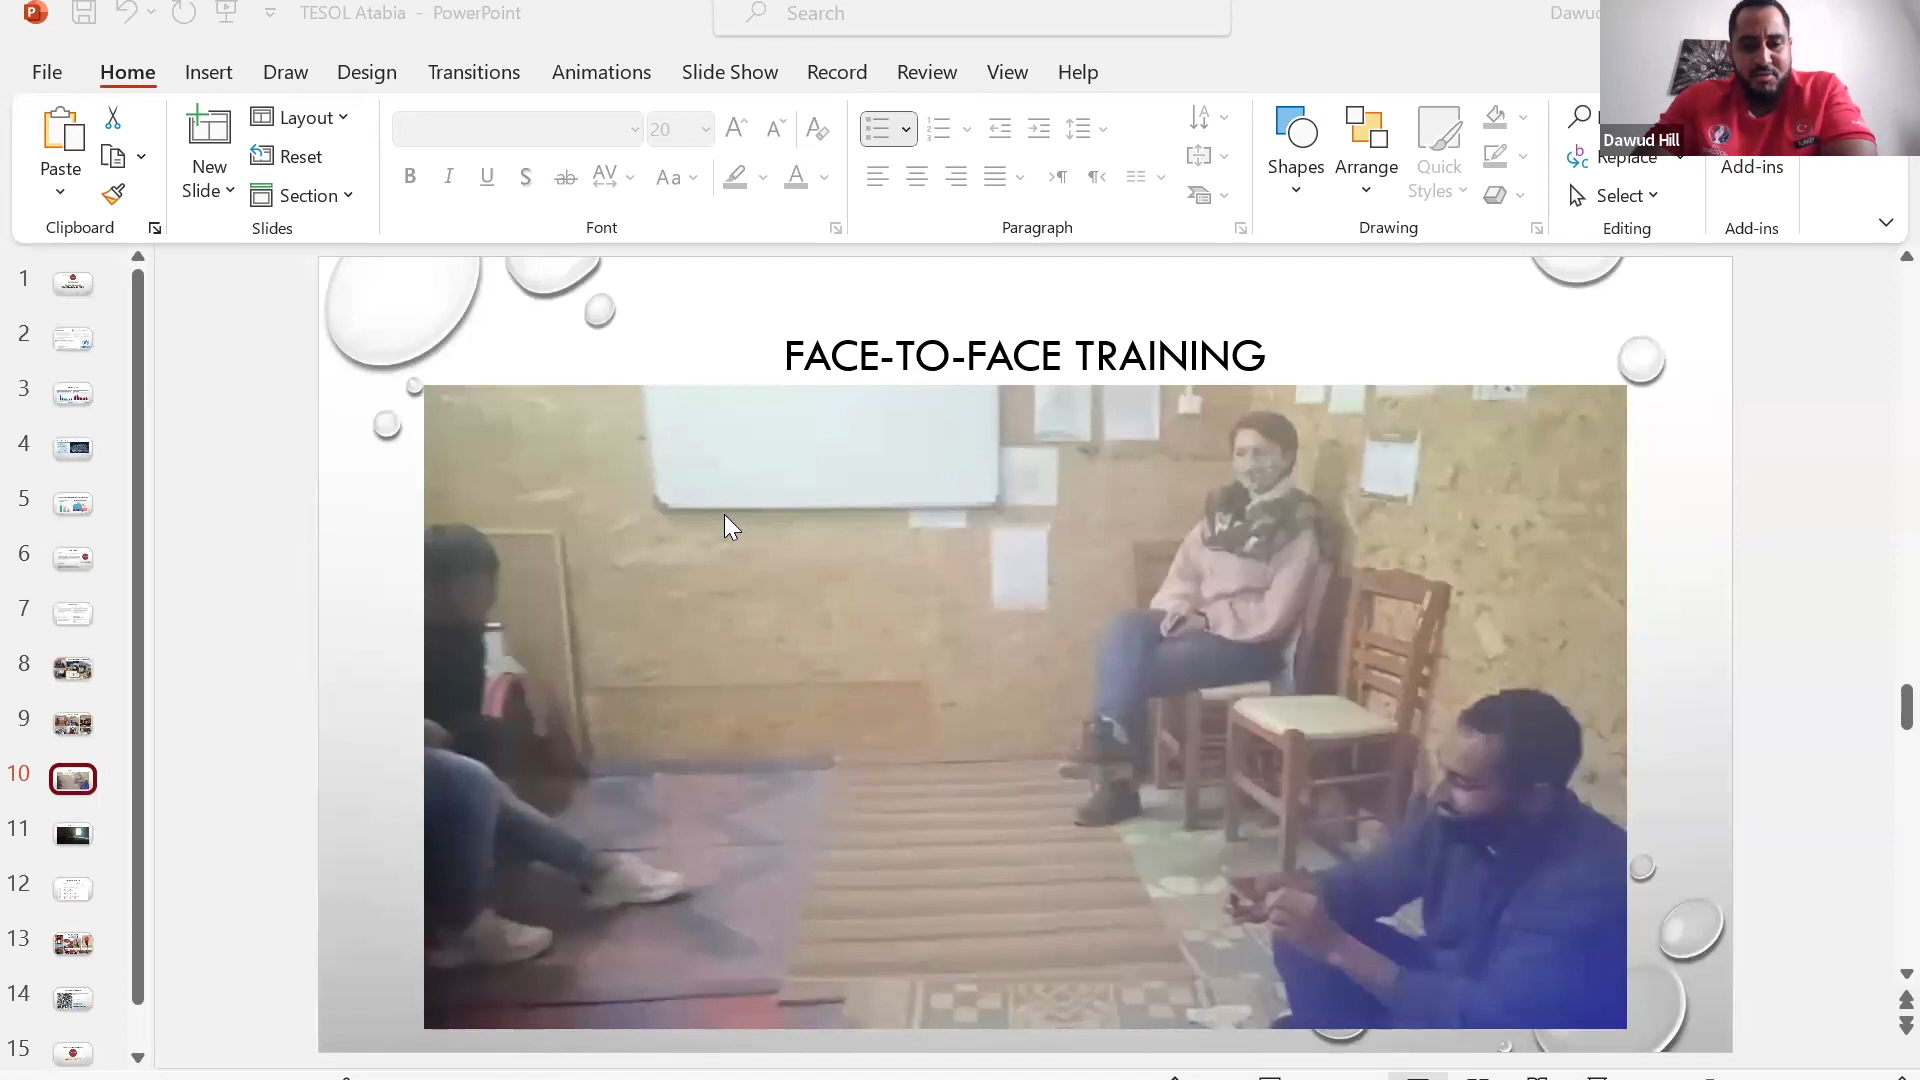 TESOL Atabia - PowerPoint
Search
File Home Insert Draw Design Transitions Animations Slide Show Record Review View Help
Dawud Hill
Paste
Clipboard
New Slide
Layout
Reset
Section
Slides
20
Font
Paragraph
Shapes
Arrange
Quick Styles
Drawing
Replace
Select
Editing
Add-ins
Add-ins
1
2
3
4
5
6
7
8
9
10
11
12
13
14
15
FACE-TO-FACE TRAINING